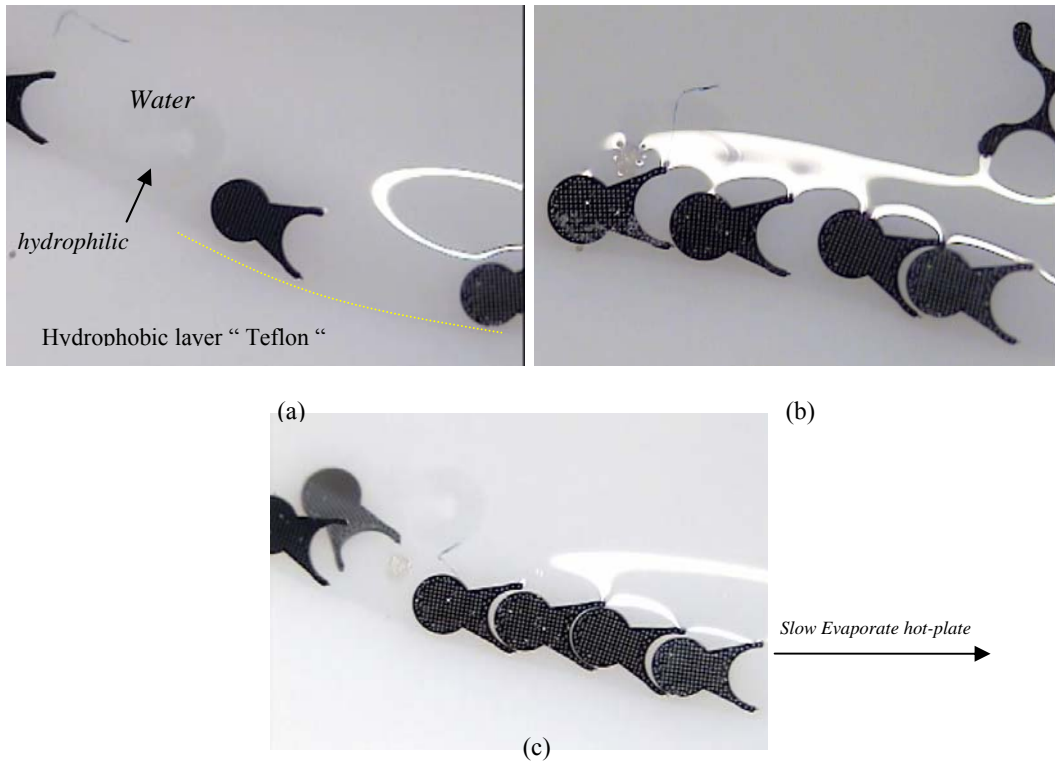 Water
hydrophilic
Hydrophobic layer “ Teflon “
(a)
(b)
Slow Evaporate hot-plate
(c)